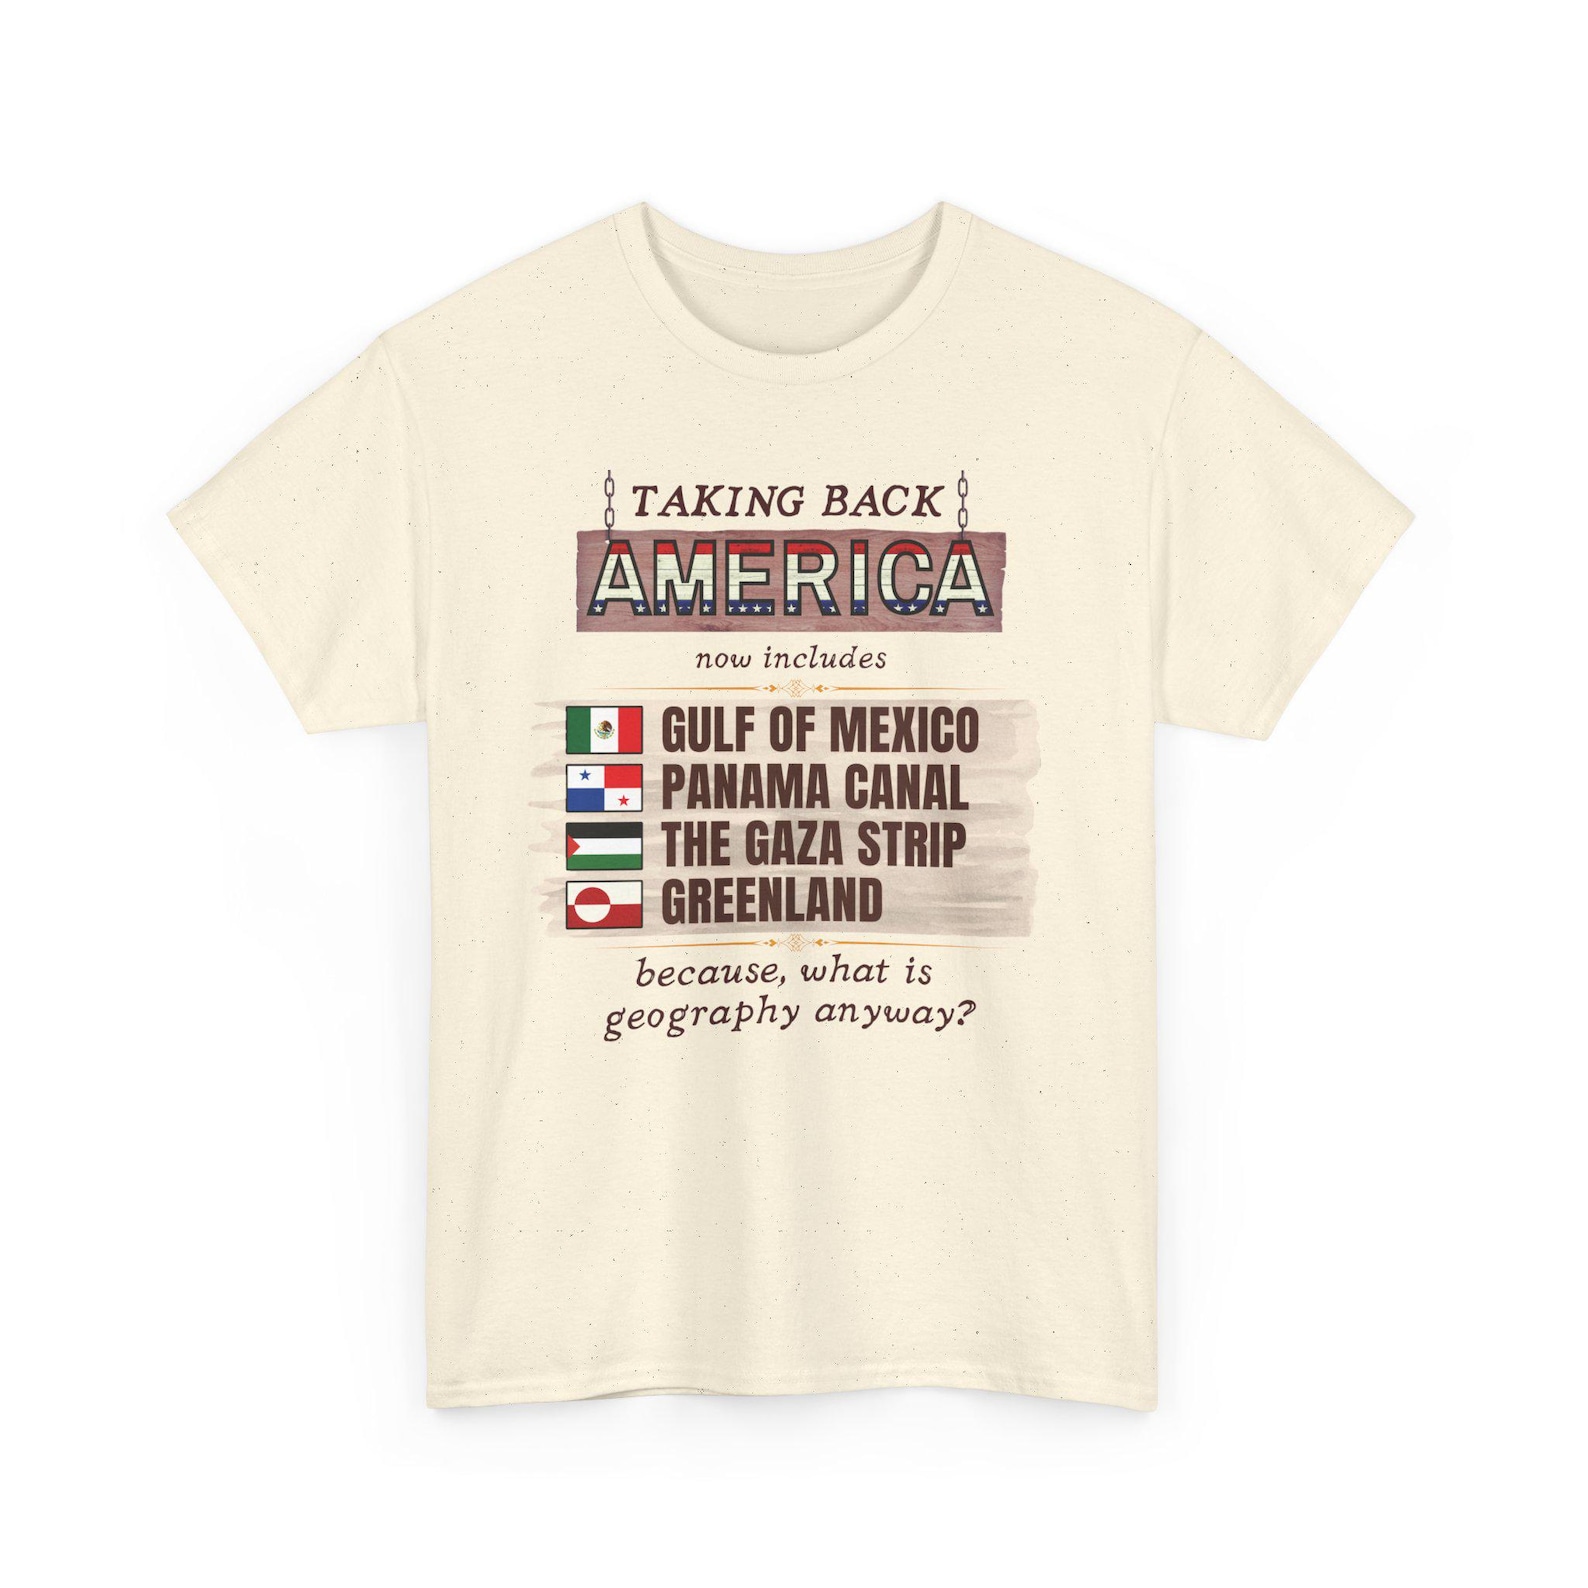 TAKING BACK
AMERICA
now includes
GULF OF MEXICO
PANAMA CANAL
THE GAZA STRIP
GREENLAND
because, what is
geography anyway?